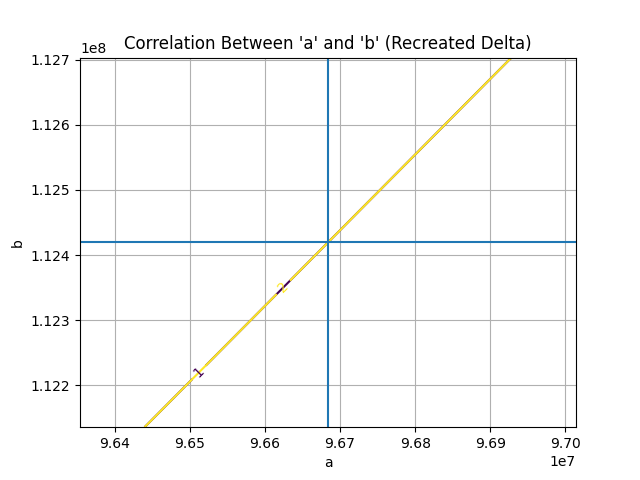 Correlation Between 'a' and 'b' (Recreated Delta)
1e8
1.127
1.126
1.125
1.124
1.123
1.122
b
1
9.64 9.65 9.66 9.67 9.68 9.69 9.70
a
1e7